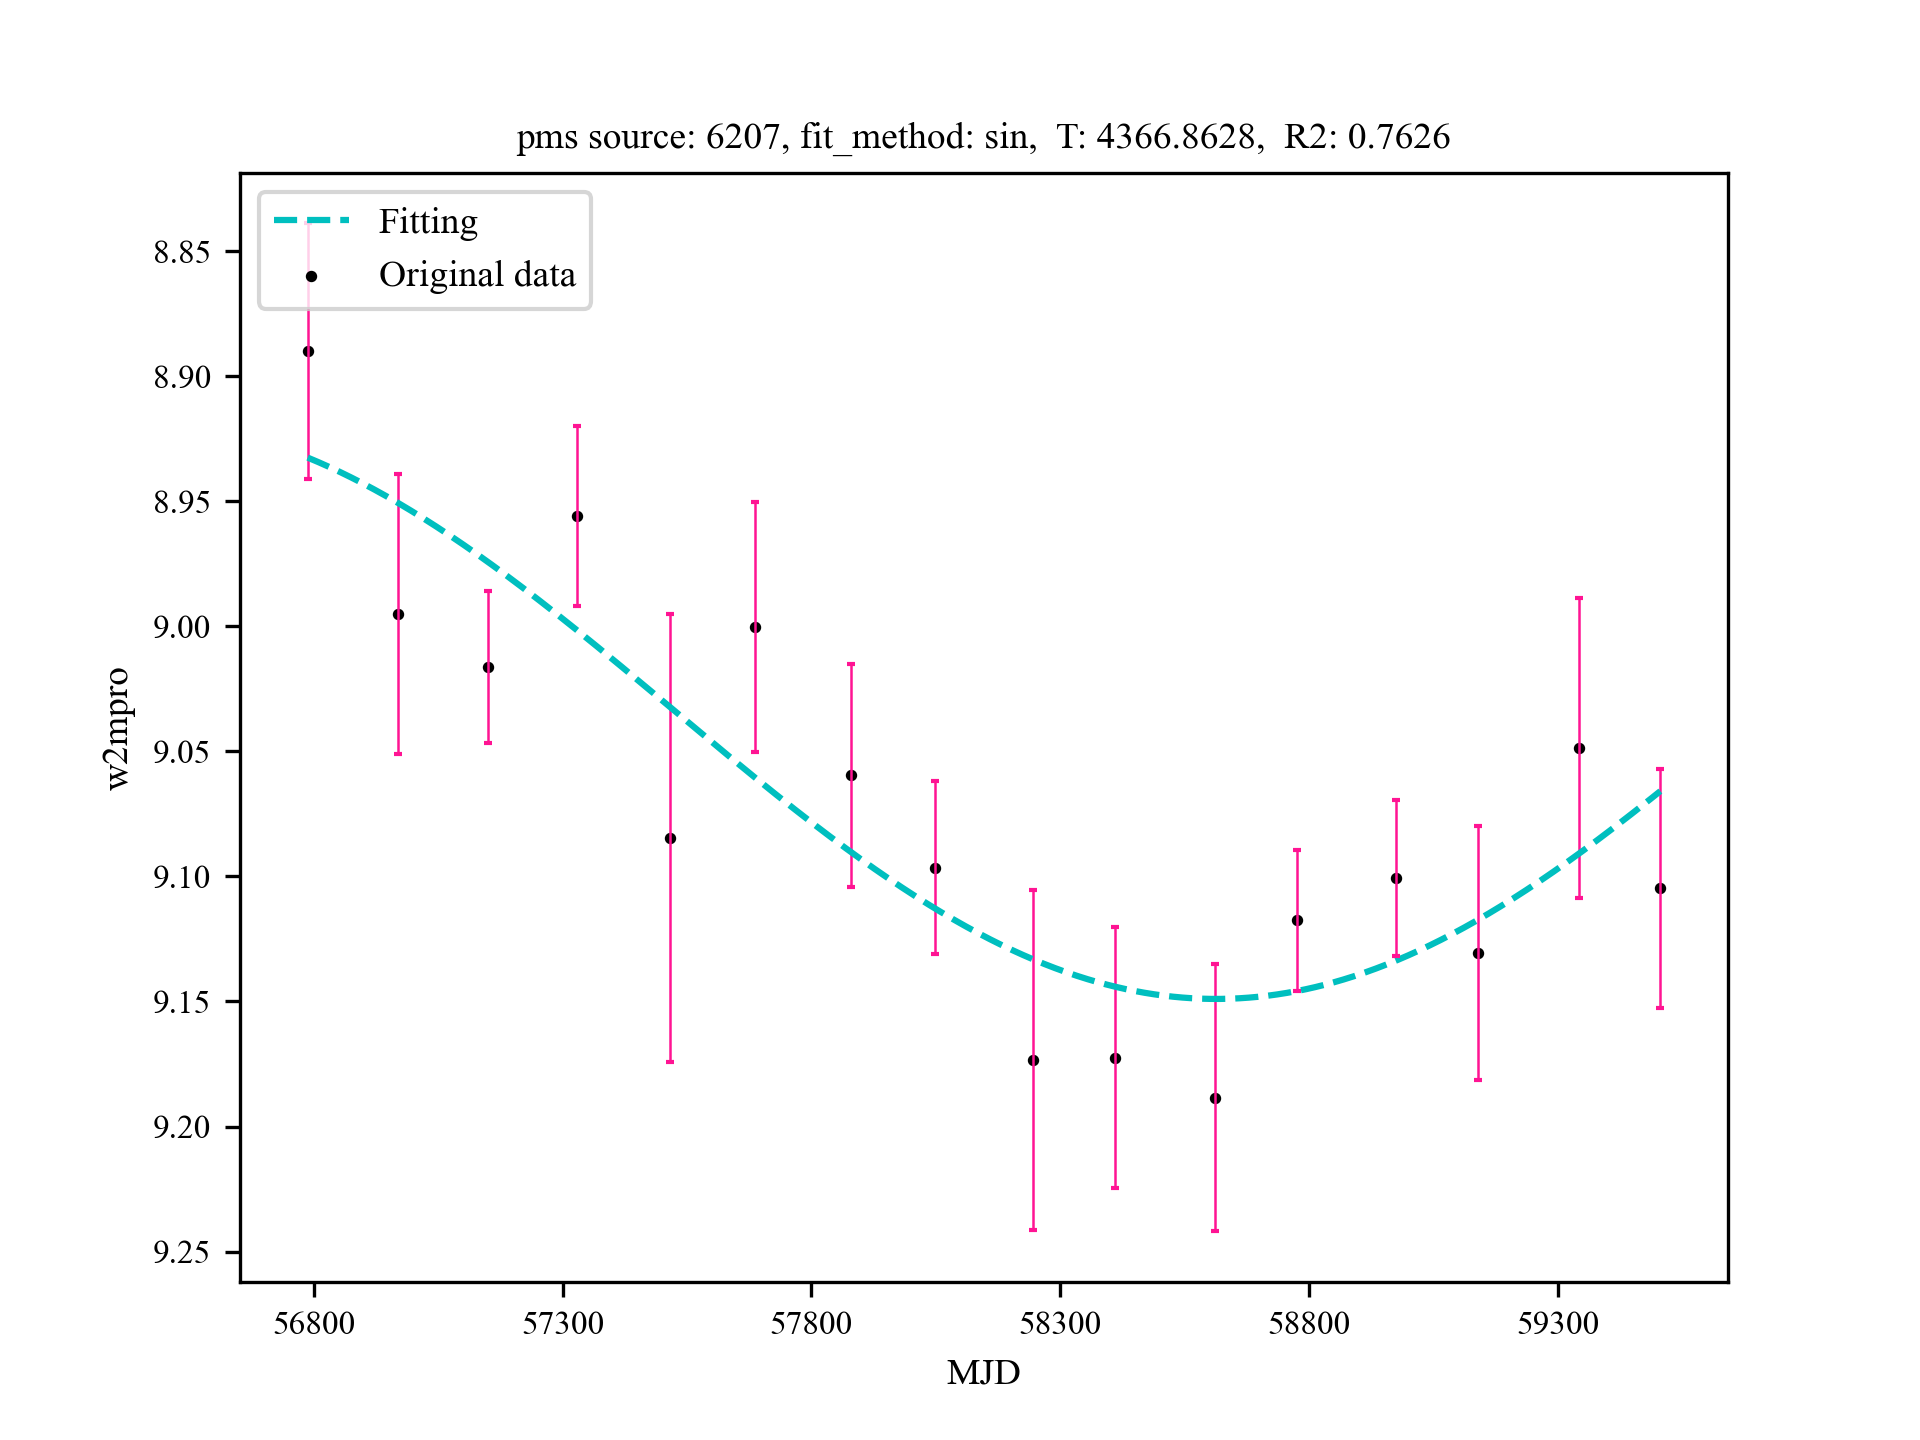 pms source: 6207, fit_method: sin,  T: 4366.8628,  R2: 0.7626
Fitting
Original data
8.85
8.90
8.95
9.00
9.05
9.10
9.15
9.20
9.25
w2mpro
56800 57300 57800 58300 58800 59300
MJD